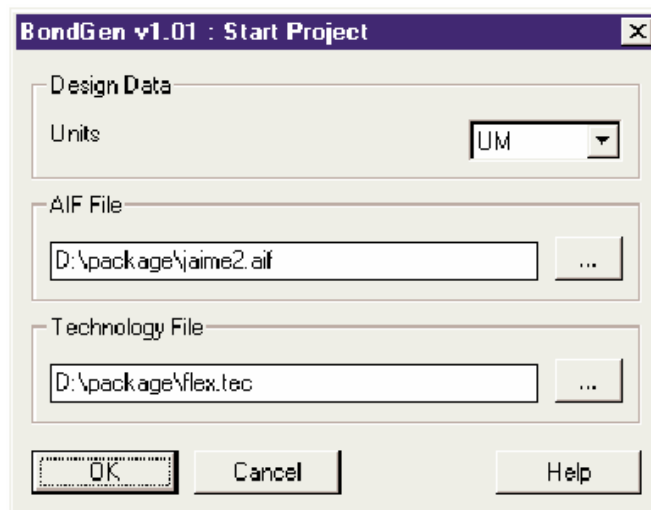 BondGen v1.01 : Start Project
Design Data
Units
UM
AIF File
D:\package\jaime2.aif
...
Technology File
D:\package\flex.tec
...
OK Cancel Help